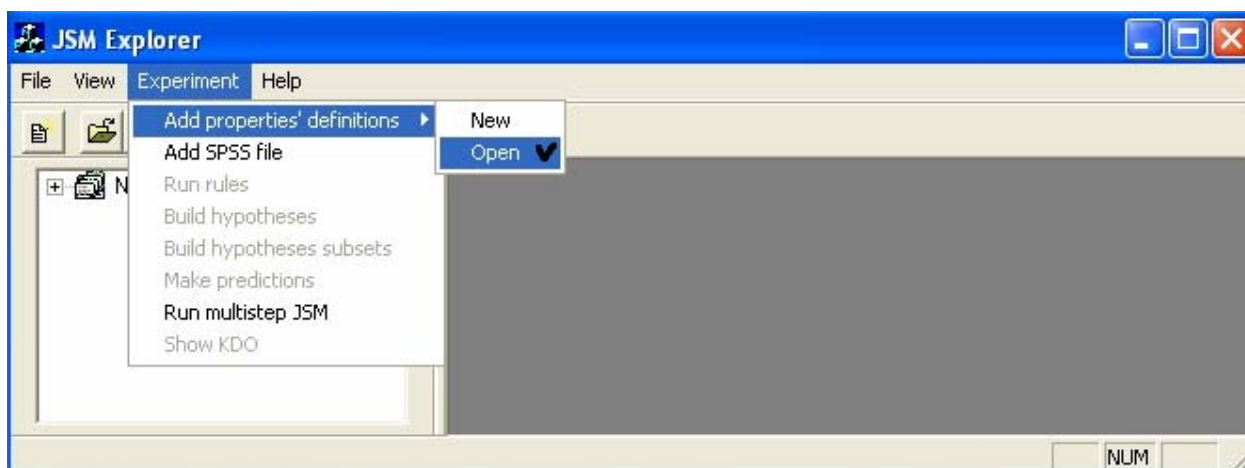 JSM Explorer
File View Experiment Help
Add properties' definitions
New
Open
Add SPSS file
N
Run rules
Build hypotheses
Build hypotheses subsets
Make predictions
Run multistep JSM
Show KDO
NUM